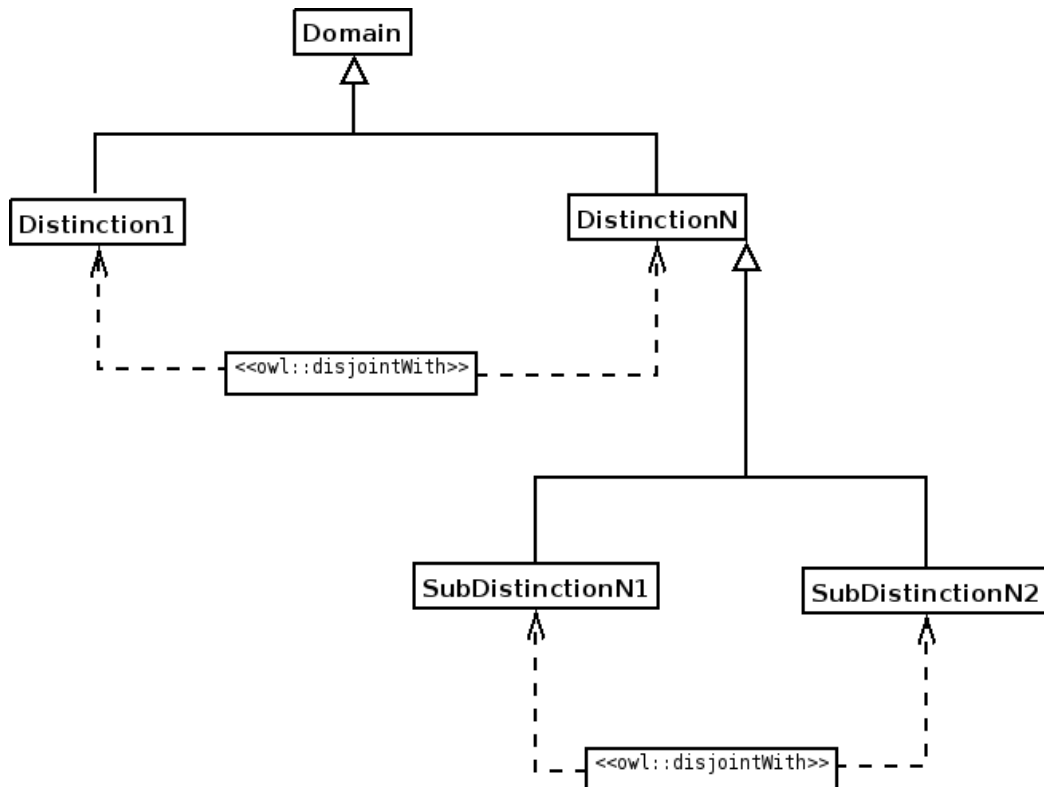 Domain
Distinction1
DistinctionN
<<owl::disjointWith>>
SubDistinctionN1
SubDistinctionN2
<<owl::disjointWith>>